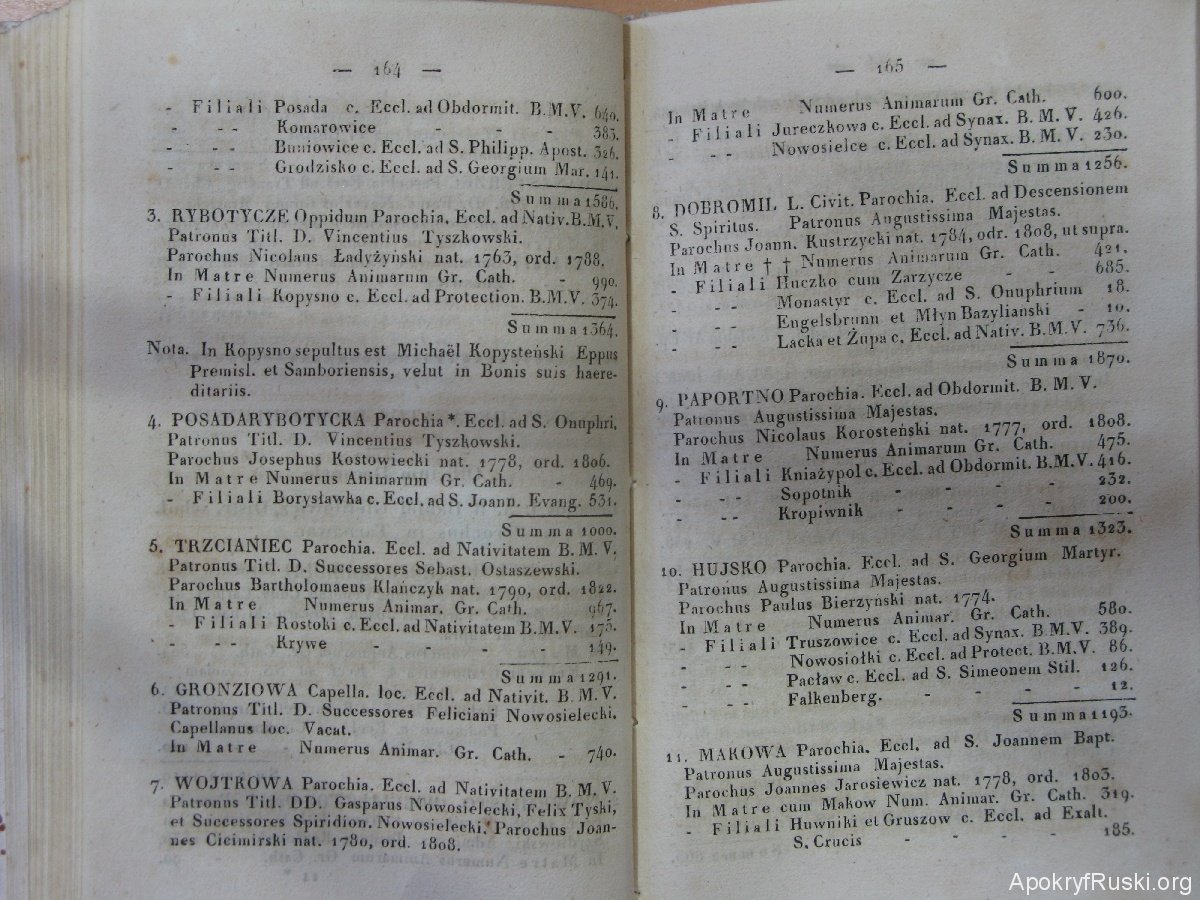 — 164 —
- Filiali Posada c. Eccl. ad Obdormit. B.M.V. 640.
- - - Komarowice - - - 383.
- - - Buniowice c. Eccl. ad S. Philipp. Apost. 326.
- - - Grodzisko c. Eccl. ad S. Georgium Mar. 141.
Summa 1586.
3. RYBOTYCZE Oppidum Parochia. Eccl. ad Nativ. B.M.V.
Patronus Titl. D. Vincentius Tyszkowski.
Parochus Nicolaus Ładyżyński nat. 1763, ord. 1788.
In Matre Numerus Animarum Gr. Cath. - 990.
- Filiali Kopysno c. Eccl. ad Protection. B.M.V. 374.
Summa 1364.
Nota. In Kopysno sepultus est Michaël Kopysteński Eppus
Premisl. et Samboriensis, velut in Bonis suis haere-
ditariis.
4. POSADARYBOTYCKA Parochia *. Eccl. ad S. Onuphri.
Patronus Titl. D. Vincentius Tyszkowski.
Parochus Josephus Kostowiecki nat. 1778, ord. 1806.
In Matre Numerus Animarum Gr. Cath. - 469.
- Filiali Borysławka c. Eccl. ad S. Joann. Evang. 531.
Summa 1000.
5. TRZCIANIEC Parochia. Eccl. ad Nativitatem B. M. V.
Patronus Titl. D. Successores Sebast. Ostaszewski.
Parochus Bartholomaeus Klańczyk nat. 1790, ord. 1822.
In Matre Numerus Animar. Gr. Cath. 967.
- Filiali Rostoki c. Eccl. ad Nativitatem B.M.V. 175.
- - - Krywe - - - - 149.
Summa 1291.
6. GRONZIOWA Capella. loc. Eccl. ad Nativit. B. M. V.
Patronus Titl. D. Successores Feliciani Nowosielecki.
Capellanus loc. Vacat.
In Matre Numerus Animar. Gr. Cath. - 740.
7. WOJTKOWA Parochia. Eccl. ad Nativitatem B. M. V.
Patronus Titl. DD. Gasparus Nowosielecki, Felix Tyski,
et Successores Spiridion. Nowosielecki. Parochus Joan-
nes Cicimirski nat. 1780, ord. 1808.
— 165 —
In Matre Numerus Animarum Gr. Cath. 600.
- Filiali Jureczkowa c. Eccl. ad Synax. B. M. V. 426.
- - - Nowosielce c. Eccl. ad Synax. B. M. V. 230.
Summa 1256.
8. DOBROMIL L. Civit. Parochia. Eccl. ad Descensionem
S. Spiritus. Patronus Augustissima Majestas.
Parochus Joann. Kustrzycki nat. 1784, odr. 1808, ut supra.
In Matre † † Numerus Animarum Gr. Cath. 421.
- Filiali Huczko cum Zarzycze - - 685.
- - - Monastyr c. Eccl. ad S. Onuphrium 18.
- - - Engelsbrunn et Młyn Bazyliański - 10.
- - - Lacka et Żupa c. Eccl. ad Nativ. B. M. V. 736.
Summa 1870.
9. PAPORTNO Parochia. Eccl. ad Obdormit. B. M. V.
Patronus Augustissima Majestas.
Parochus Nicolaus Korosteński nat. 1777, ord. 1808.
In Matre Numerus Animarum Gr. Cath. 475.
- Filiali Kniażypol c. Eccl. ad Obdormit. B.M.V. 416.
- - - Sopotnik - - - - 232.
- - - Kropiwnik - - - - 200.
Summa 1323.
10. HUJSKO Parochia. Eccl. ad S. Georgium Martyr.
Patronus Augustissima Majestas.
Parochus Paulus Bierzyński nat. 1774.
In Matre Numerus Animar. Gr. Cath. 580.
- Filiali Truszowice c. Eccl. ad Synax. B. M. V. 389.
- - - Nowosiołki c. Eccl. ad Protect. B.M.V. 86.
- - - Pacław c. Eccl. ad S. Simeonem Stil. 126.
- - - Falkenberg. - - - - 12.
Summa 1193.
11. MAKOWA Parochia. Eccl. ad S. Joannem Bapt.
Patronus Augustissima Majestas.
Parochus Joannes Jarosiewicz nat. 1778, ord. 1803.
In Matre cum Makow Num. Animar. Gr. Cath. 319.
- Filiali Huwniki et Gruszow c. Eccl. ad Exalt.
S. Crucis - - - - 185.
ApokryfRuski.org